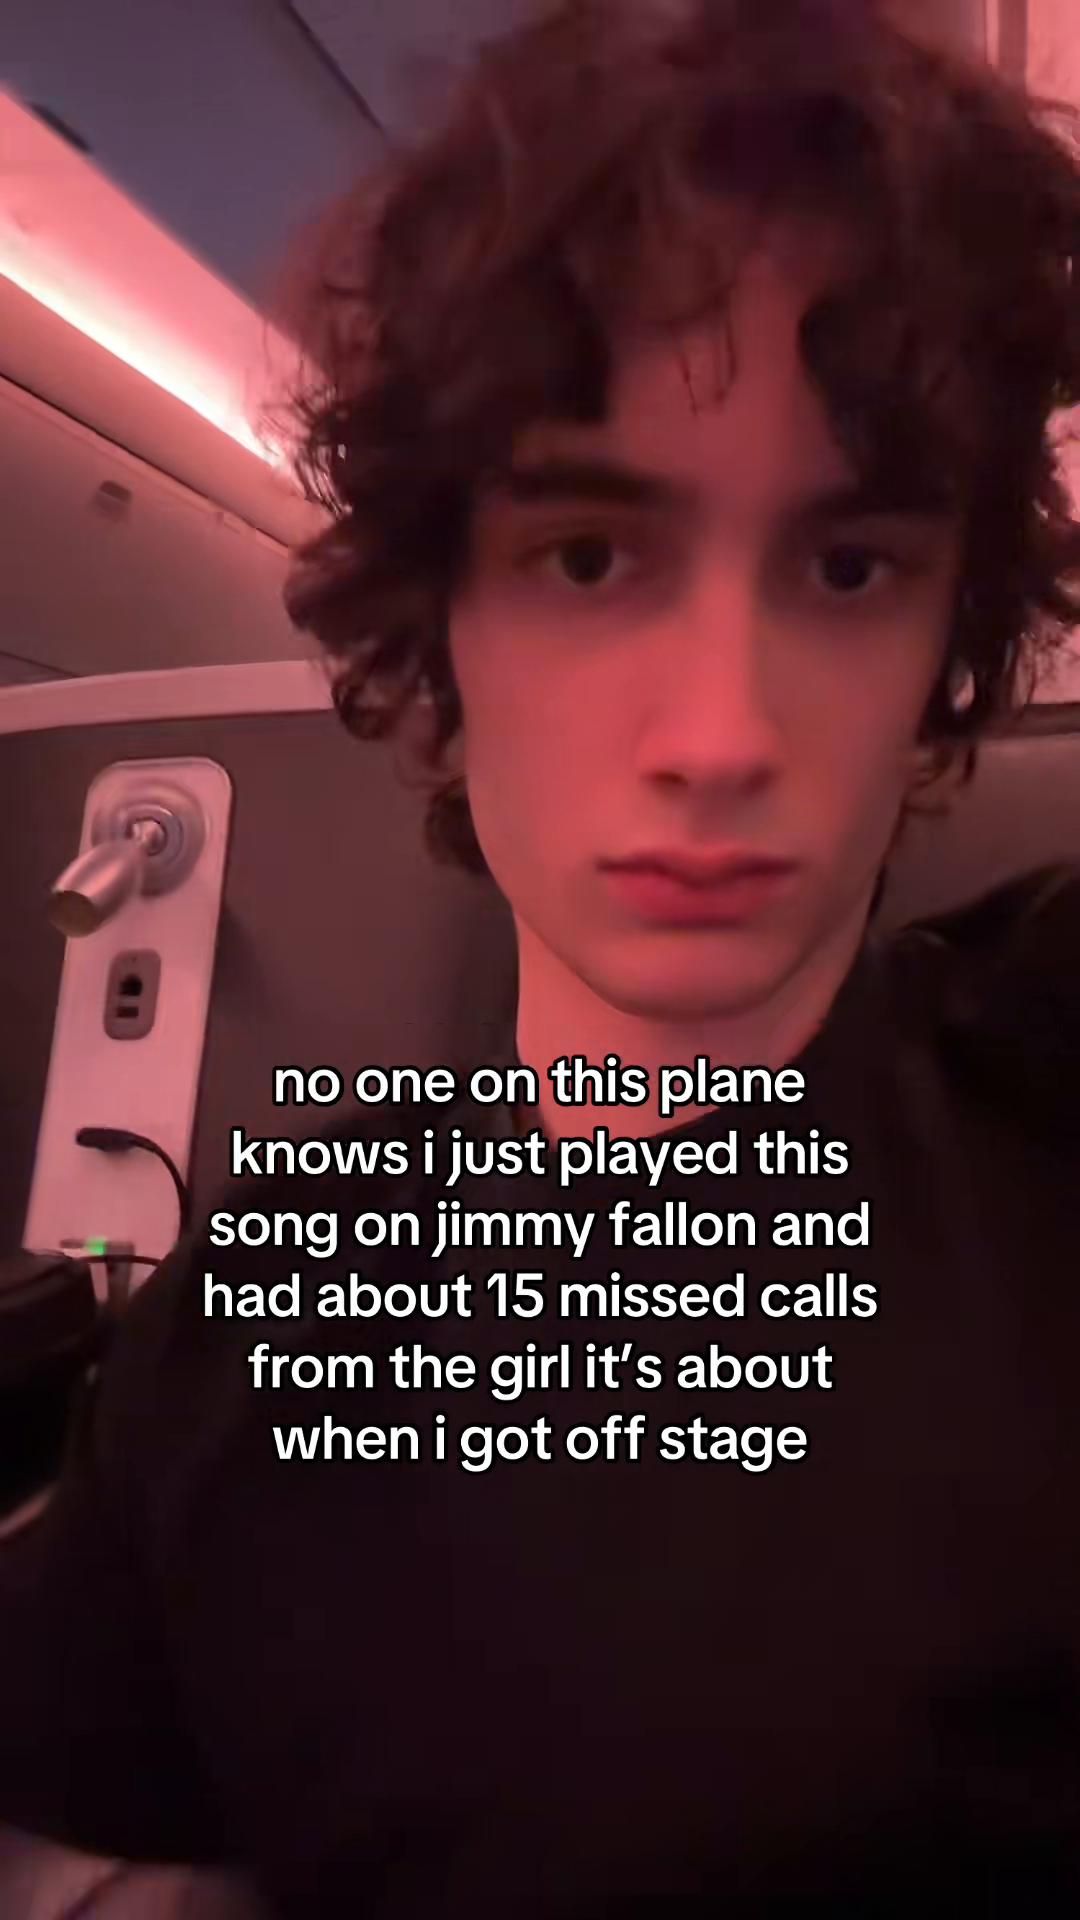 no one on this plane
knows i just played this
song on jimmy fallon and
had about 15 missed calls
from the girl it’s about
when i got off stage